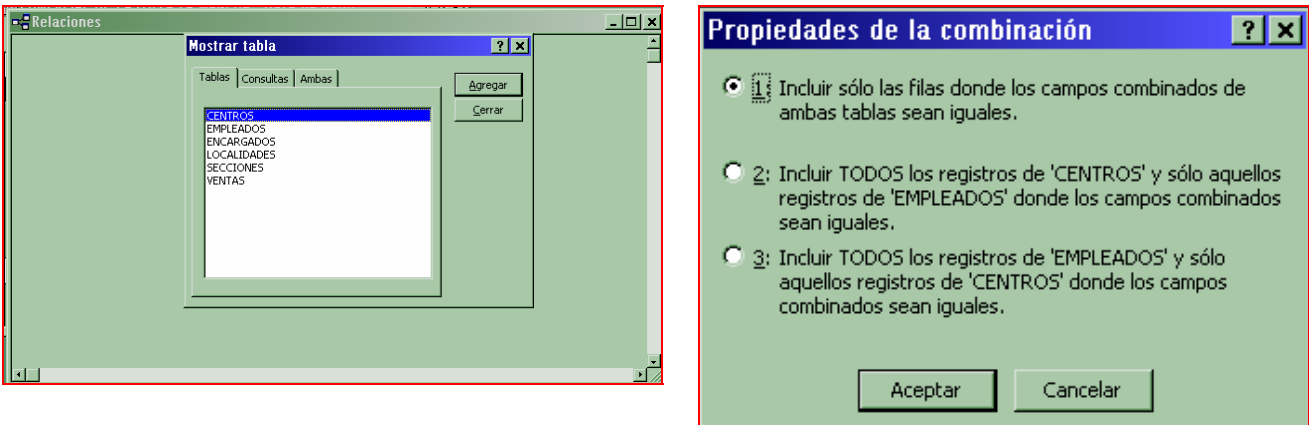 Relaciones
Mostrar tabla
Tablas Consultas Ambas
Agregar
Cerrar
CENTROS
EMPLEADOS
ENCARGADOS
LOCALIDADES
SECCIONES
VENTAS
Propiedades de la combinación
1: Incluir sólo las filas donde los campos combinados de
ambas tablas sean iguales.
2: Incluir TODOS los registros de 'CENTROS' y sólo aquellos
registros de 'EMPLEADOS' donde los campos combinados
sean iguales.
3: Incluir TODOS los registros de 'EMPLEADOS' y sólo
aquellos registros de 'CENTROS' donde los campos
combinados sean iguales.
Aceptar Cancelar